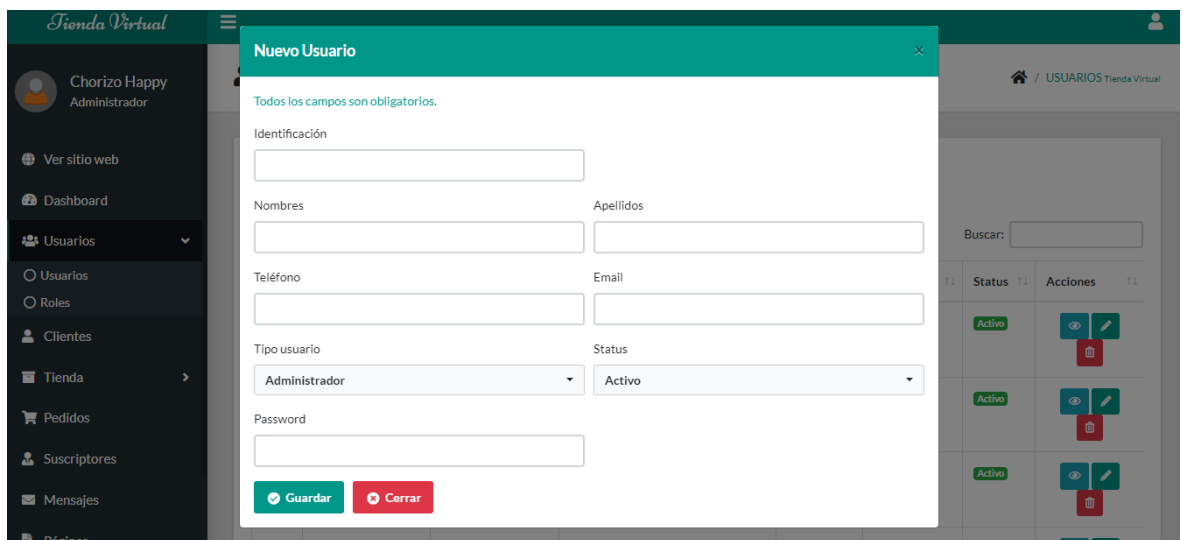 Tienda Virtual
Chorizo Happy
Administrador
Ver sitio web
Dashboard
Usuarios
Usuarios
Roles
Clientes
Tienda
Pedidos
Suscriptores
Mensajes
/ USUARIOS Tienda Virtual
Nuevo Usuario ×
Todos los campos son obligatorios.
Identificación
Nombres Apellidos
Teléfono Email
Tipo usuario Status
Administrador Activo
Password
Guardar Cerrar
Buscar:
Status Acciones
Activo
Activo
Activo